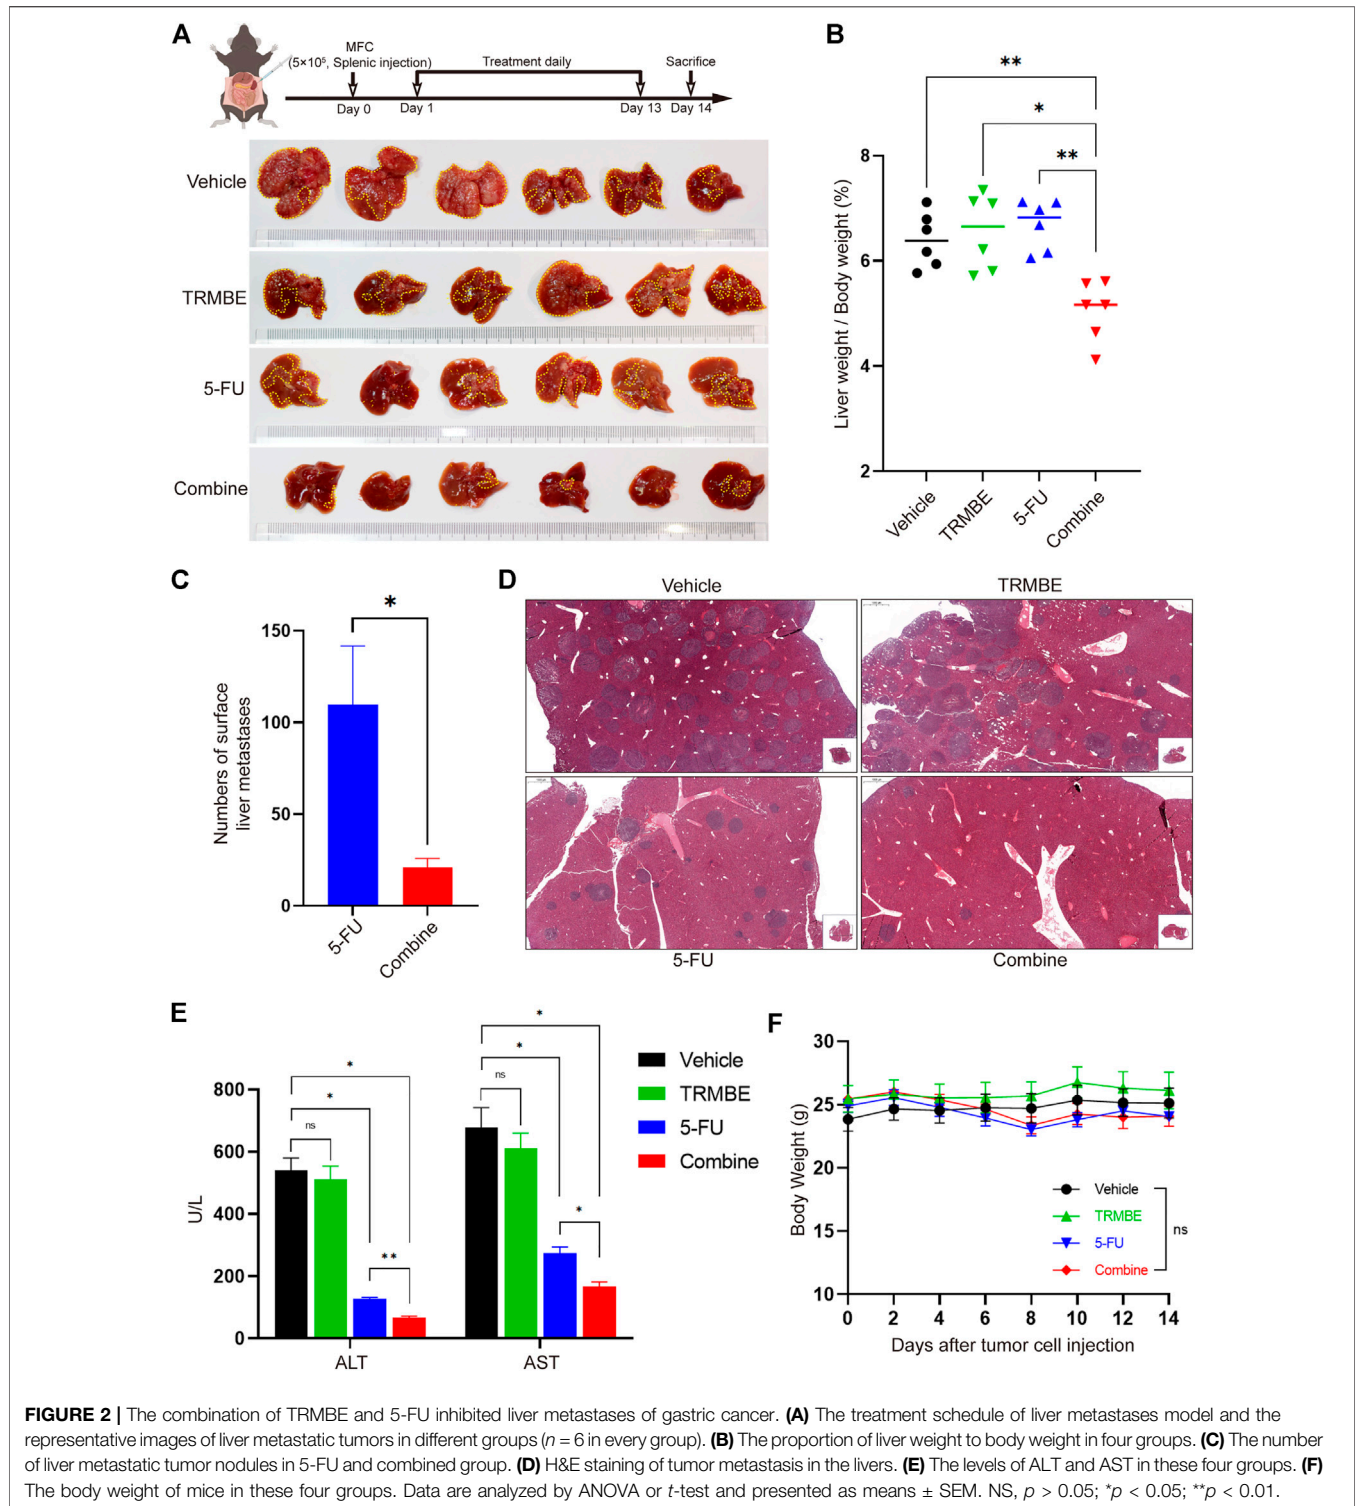 A
MFC
(5×10⁵, Splenic injection)
Treatment daily
Sacrifice
Day 0
Day 1
Day 13
Day 14
Vehicle
TRMBE
5-FU
Combine
B
**
*
**
Liver weight / Body weight (%)
8
6
4
2
Vehicle
TRMBE
5-FU
Combine
C
*
Numbers of surface
liver metastases
150
100
50
0
5-FU
Combine
D
Vehicle
TRMBE
5-FU
Combine
E
*
*
ns
**
*
*
ns
*
U/L
800
600
400
200
0
ALT
AST
Vehicle
TRMBE
5-FU
Combine
F
Body Weight (g)
30
25
20
15
10
Vehicle
TRMBE
5-FU
Combine
ns
0 2 4 6 8 10 12 14
Days after tumor cell injection
FIGURE 2 | The combination of TRMBE and 5-FU inhibited liver metastases of gastric cancer. (A) The treatment schedule of liver metastases model and the
representative images of liver metastatic tumors in different groups (n = 6 in every group). (B) The proportion of liver weight to body weight in four groups. (C) The number
of liver metastatic tumor nodules in 5-FU and combined group. (D) H&E staining of tumor metastasis in the livers. (E) The levels of ALT and AST in these four groups. (F)
The body weight of mice in these four groups. Data are analyzed by ANOVA or t-test and presented as means ± SEM. NS, p > 0.05; *p < 0.05; **p < 0.01.